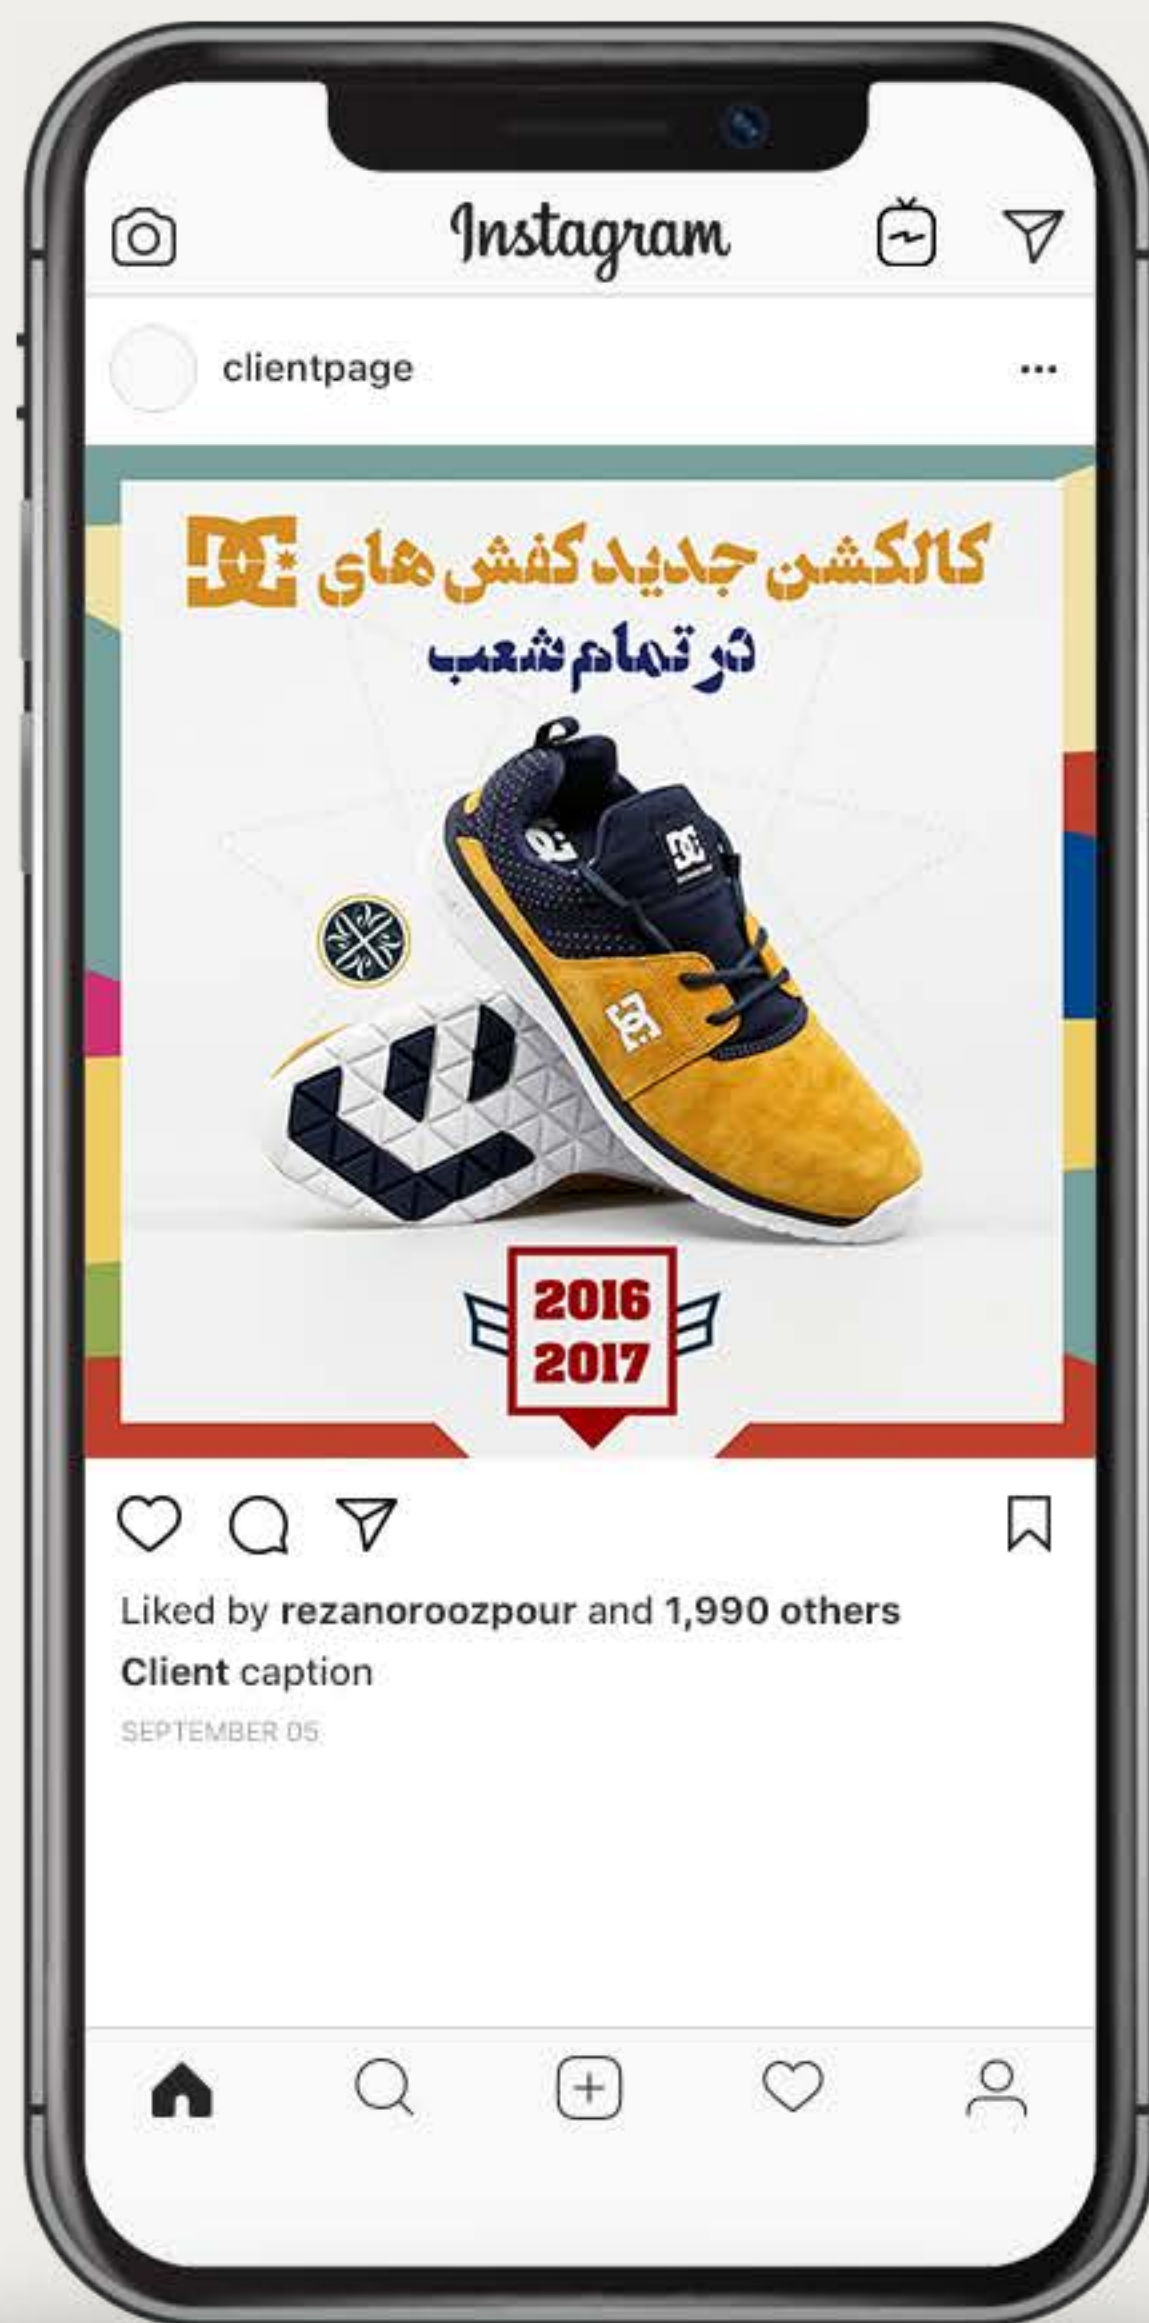 Instagram
clientpage
کالکشن جدید کفش های DC
در تمام شعب
2016
2017
Liked by rezanoroozpour and 1,990 others
Client caption
SEPTEMBER 05